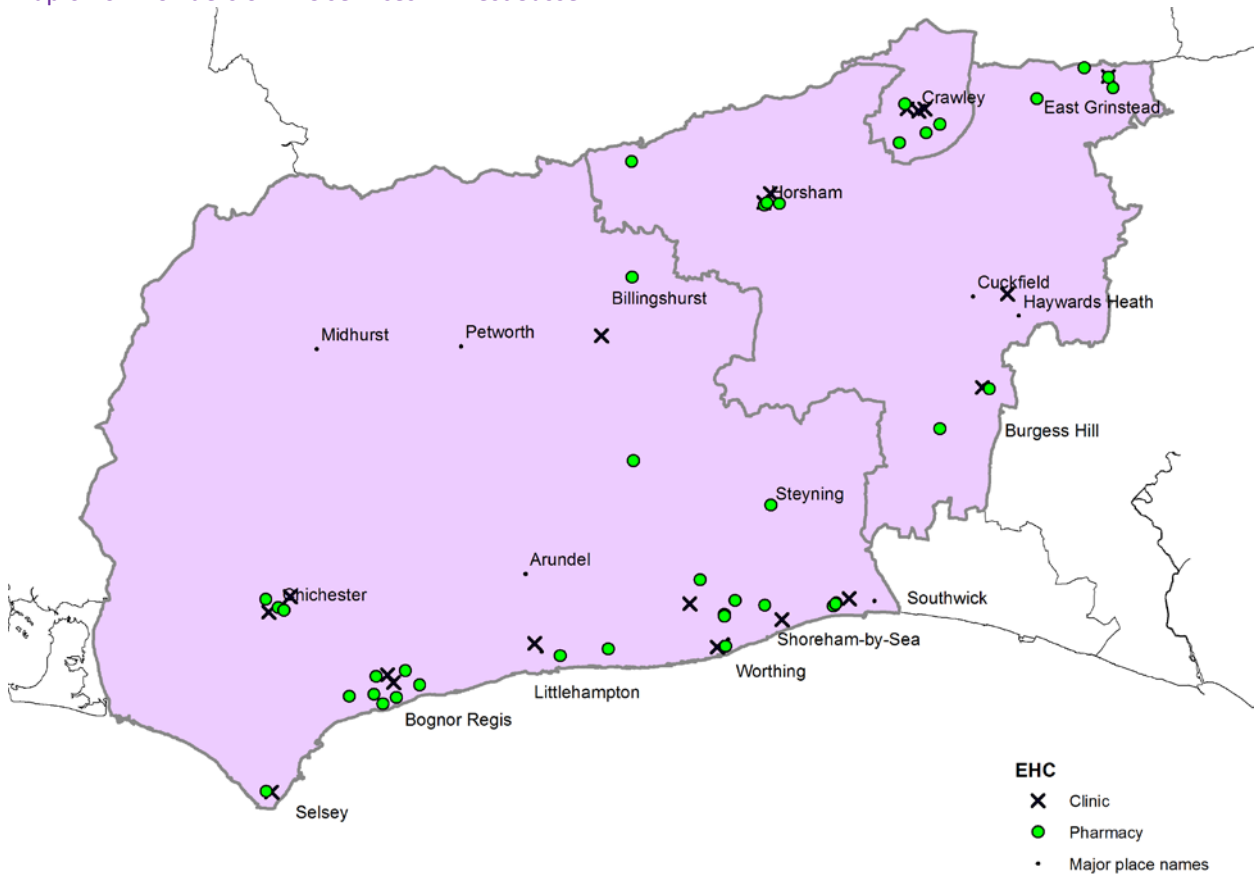 Crawley
East Grinstead
Horsham
Cuckfield
Haywards Heath
Billingshurst
Midhurst
Petworth
Burgess Hill
Steyning
Arundel
Chichester
Southwick
Shoreham-by-Sea
Worthing
Littlehampton
Bognor Regis
Selsey
EHC
Clinic
Pharmacy
Major place names